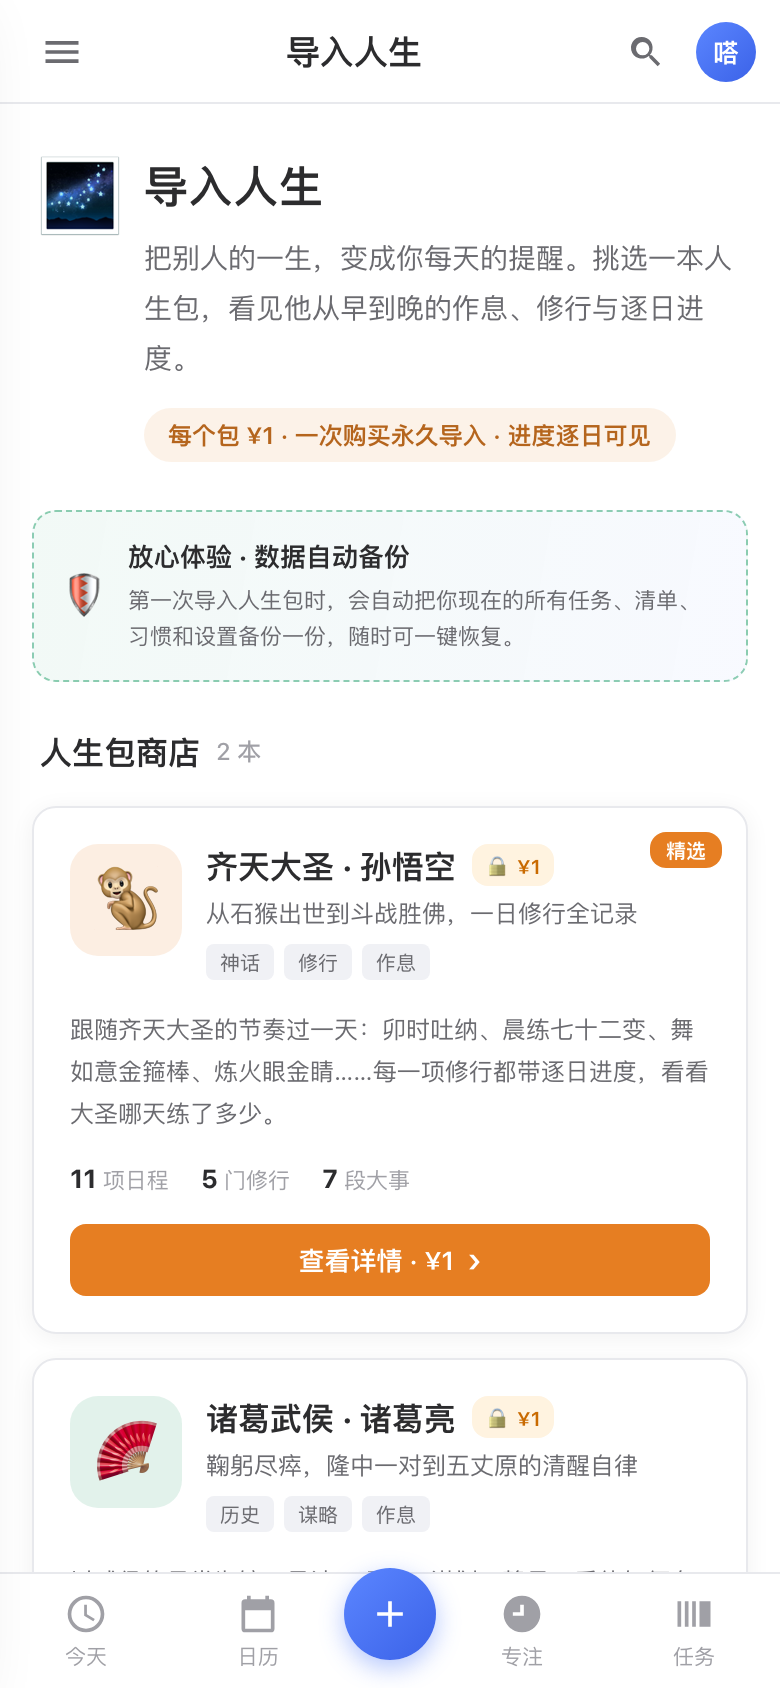 导入人生
嗒
导入人生
把别人的一生，变成你每天的提醒。挑选一本人
生包，看见他从早到晚的作息、修行与逐日进
度。
每个包 ¥1 · 一次购买永久导入 · 进度逐日可见
放心体验 · 数据自动备份
第一次导入人生包时，会自动把你现在的所有任务、清单、
习惯和设置备份一份，随时可一键恢复。
人生包商店 2 本
精选
齐天大圣 · 孙悟空 ¥1
从石猴出世到斗战胜佛，一日修行全记录
神话 修行 作息
跟随齐天大圣的节奏过一天：卯时吐纳、晨练七十二变、舞
如意金箍棒、炼火眼金睛……每一项修行都带逐日进度，看看
大圣哪天练了多少。
11 项日程 5 门修行 7 段大事
查看详情 · ¥1 ›
诸葛武侯 · 诸葛亮 ¥1
鞠躬尽瘁，隆中一对到五丈原的清醒自律
历史 谋略 作息
今天 日历 专注 任务